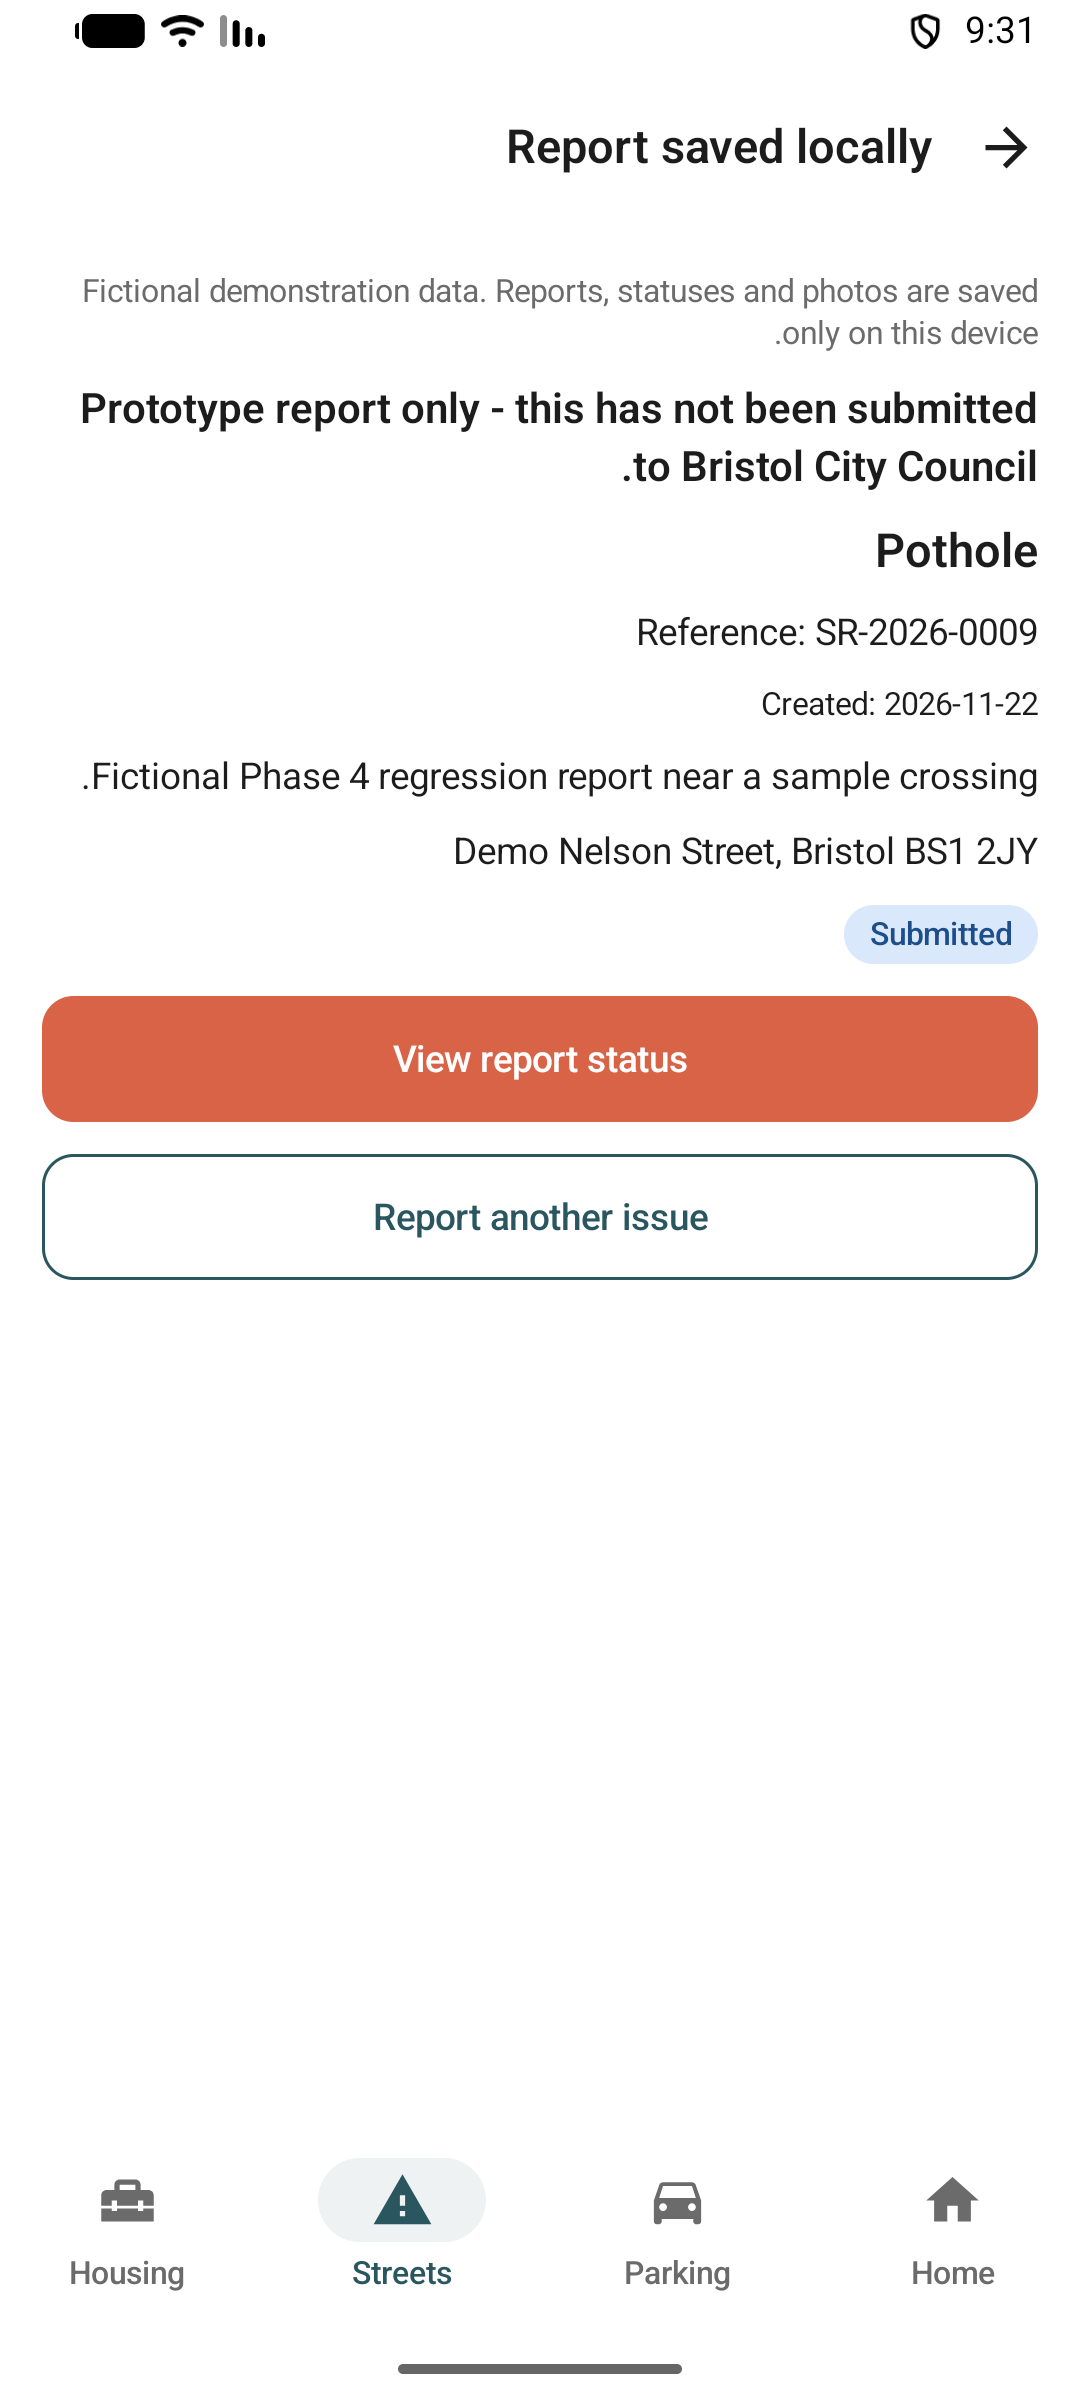 9:31
Report saved locally
Fictional demonstration data. Reports, statuses and photos are saved
.only on this device
Prototype report only - this has not been submitted
.to Bristol City Council
Pothole
Reference: SR-2026-0009
Created: 2026-11-22
.Fictional Phase 4 regression report near a sample crossing
Demo Nelson Street, Bristol BS1 2JY
Submitted
View report status
Report another issue
Housing
Streets
Parking
Home